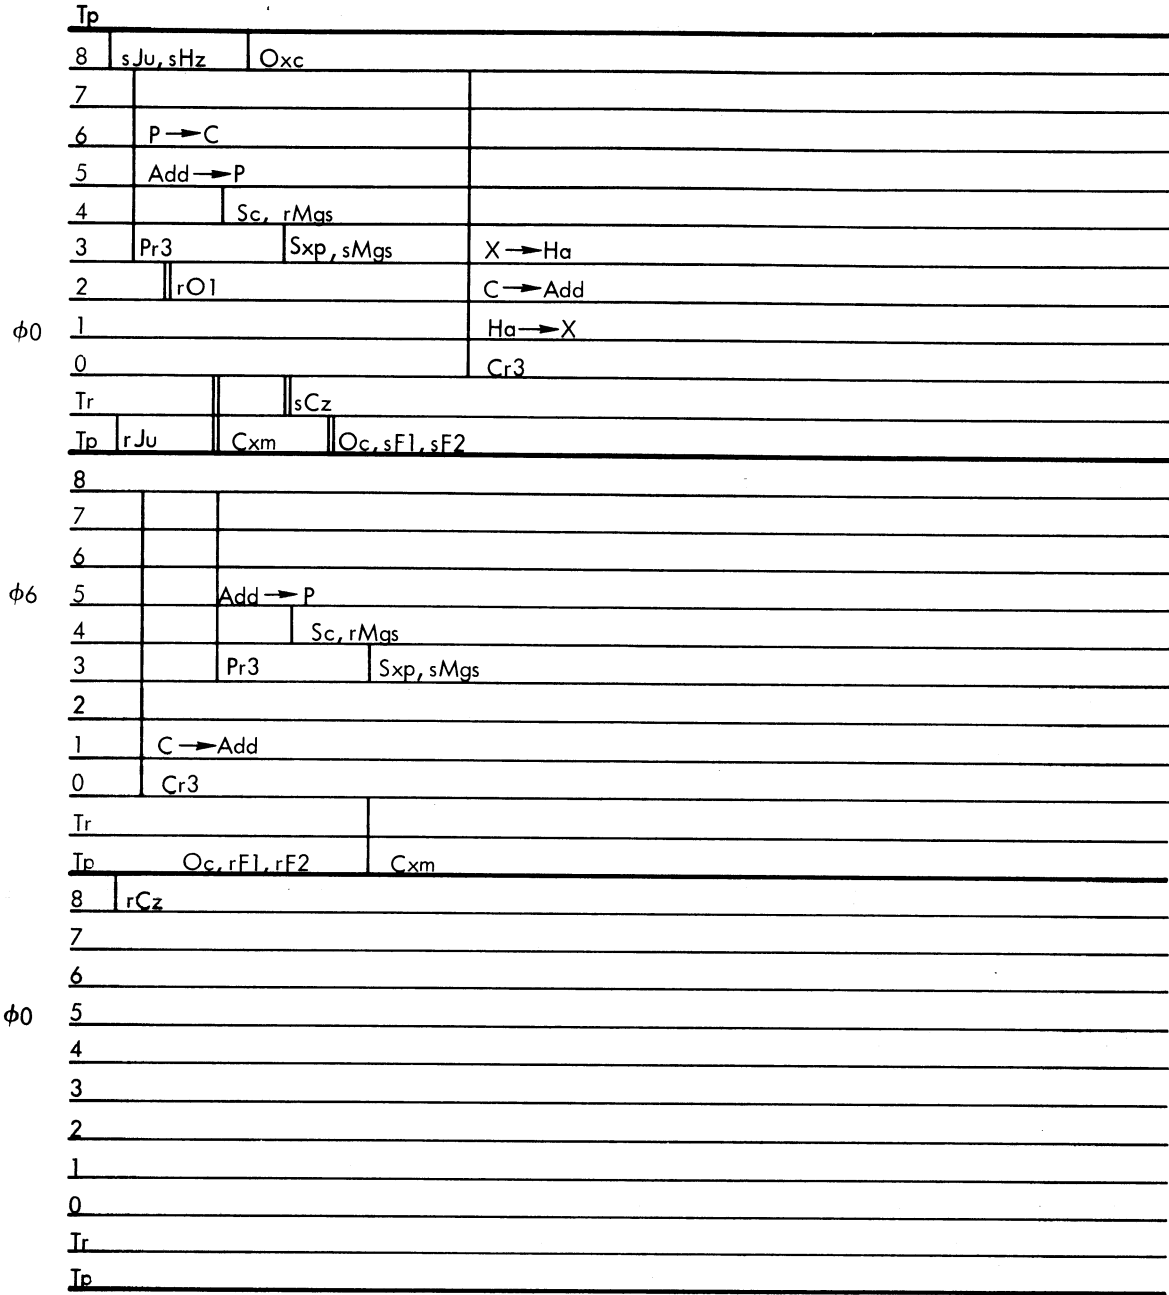 Tp
8 sJu, sHz Oxc
7
6 P → C
5 Add → P
4 Sc, rMgs
3 Pr3 Sxp, sMgs X → Ha
2 rO1 C → Add
ϕ0 1 Ha → X
0 Cr3
Tr sCz
Tp rJu Cxm Oc, sF1, sF2
8
7
6
ϕ6 5 Add → P
4 Sc, rMgs
3 Pr3 Sxp, sMgs
2
1 C → Add
0 Cr3
Tr
Tp Oc, rF1, rF2 Cxm
8 rCz
7
6
ϕ0 5
4
3
2
1
0
Tr
Tp